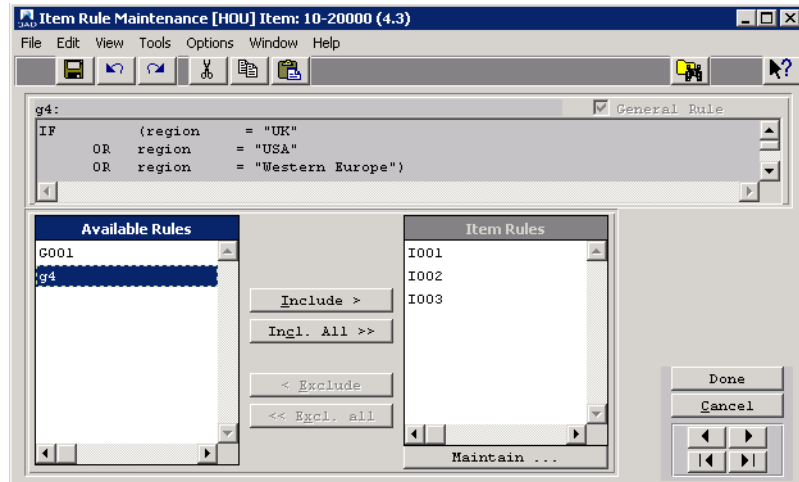 QAD Item Rule Maintenance [HOU] Item: 10-20000 (4.3)
File Edit View Tools Options Window Help
g4: General Rule
IF (region = "UK"
OR region = "USA"
OR region = "Western Europe")
Available Rules
G001
g4
Include >
Incl. All >>
< Exclude
<< Excl. all
Item Rules
I001
I002
I003
Maintain ...
Done
Cancel